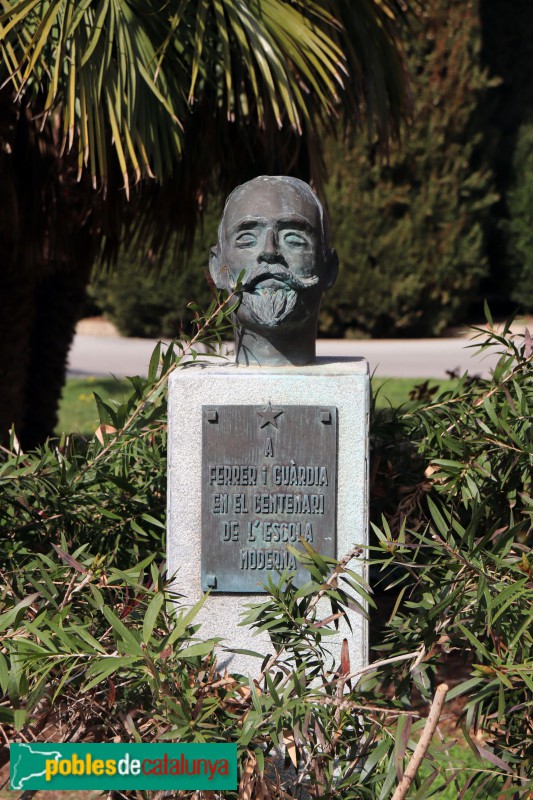 A
FERRER i GUÀRDIA
EN EL CENTENARI
DE L'ESCOLA
MODERNA
poblesdecatalunya